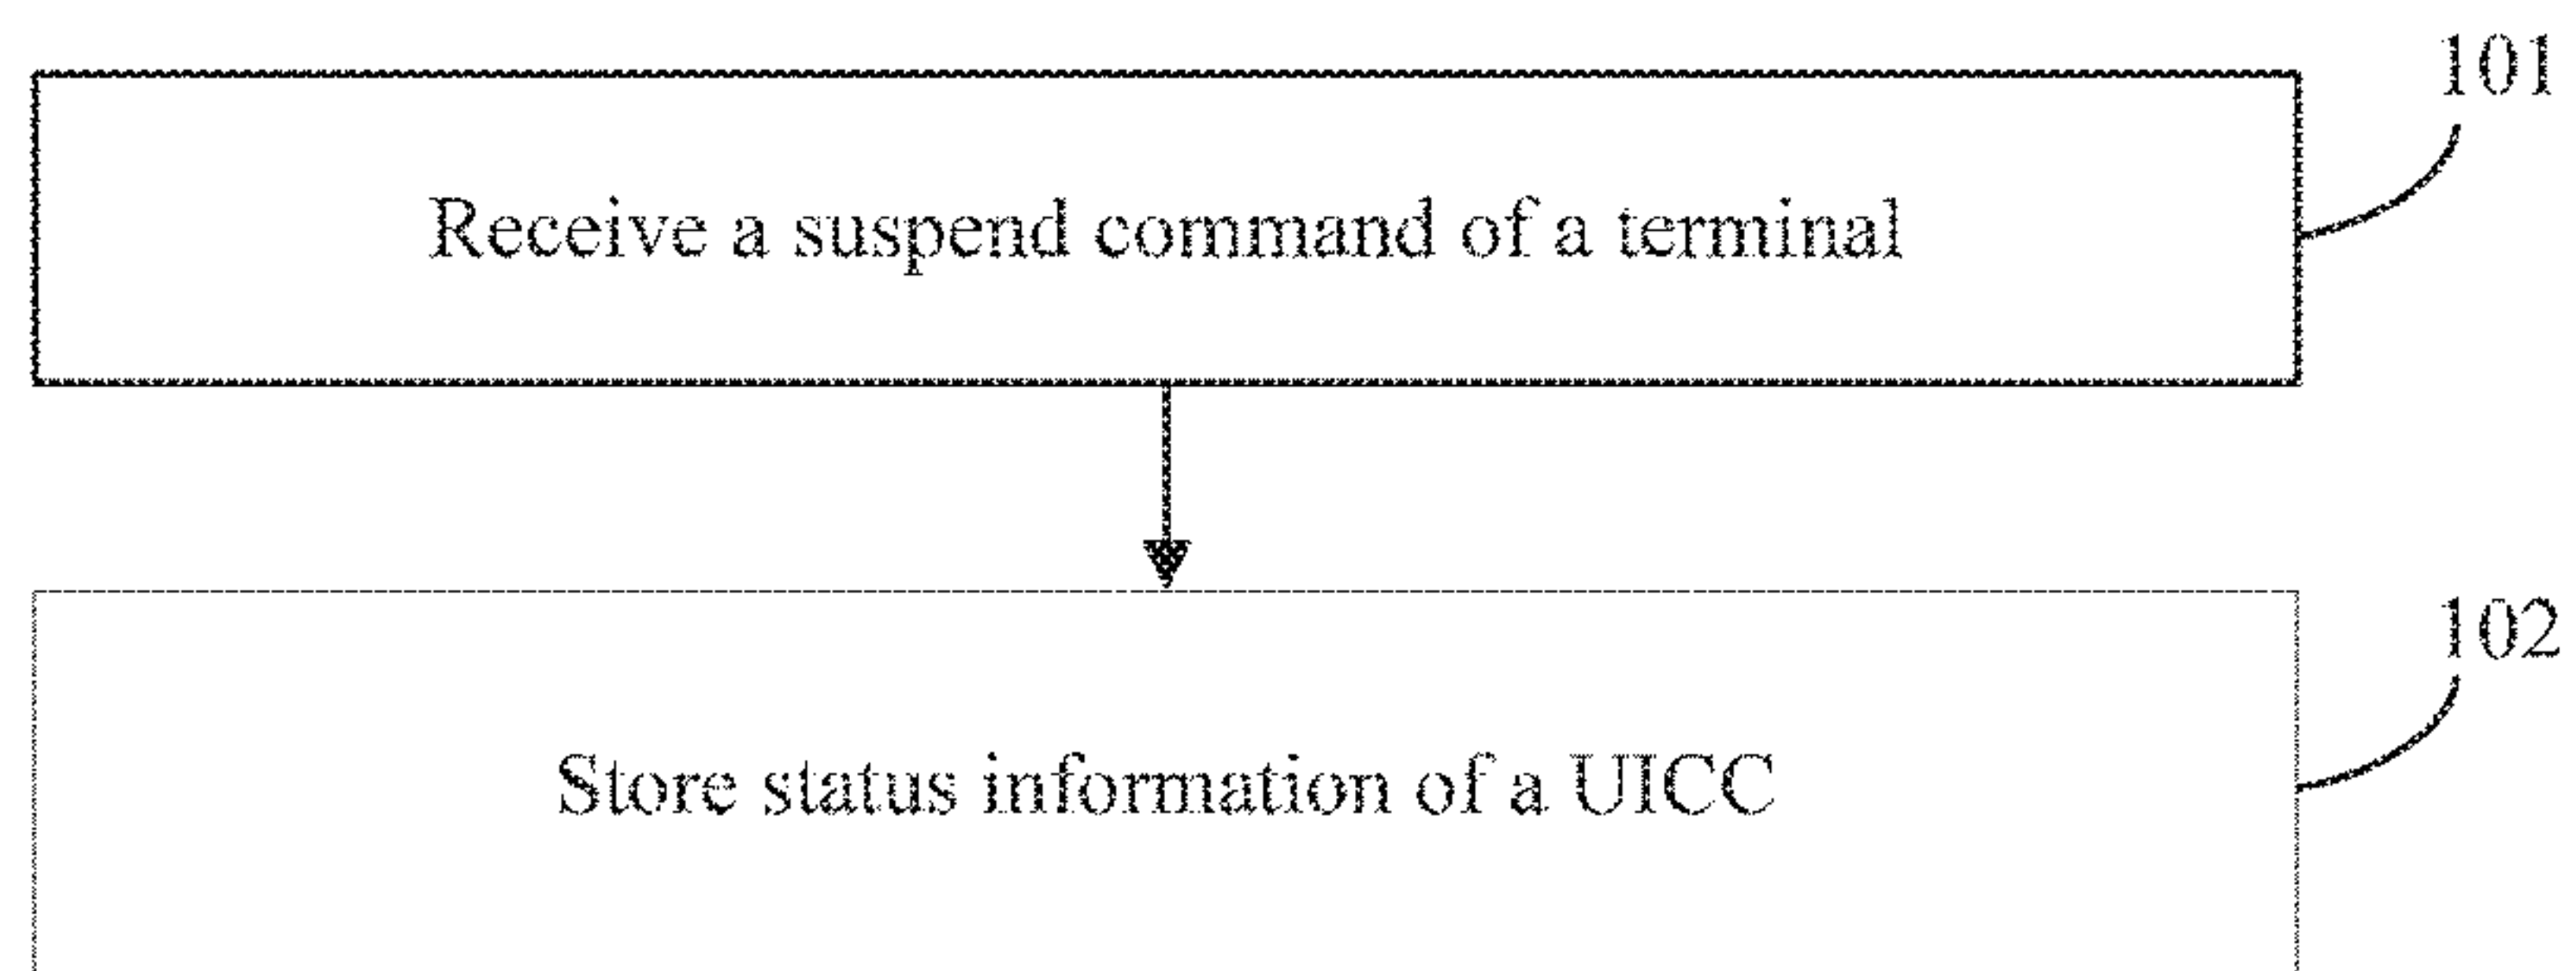 101
Receive a suspend command of a terminal
102
Store status information of a UICC